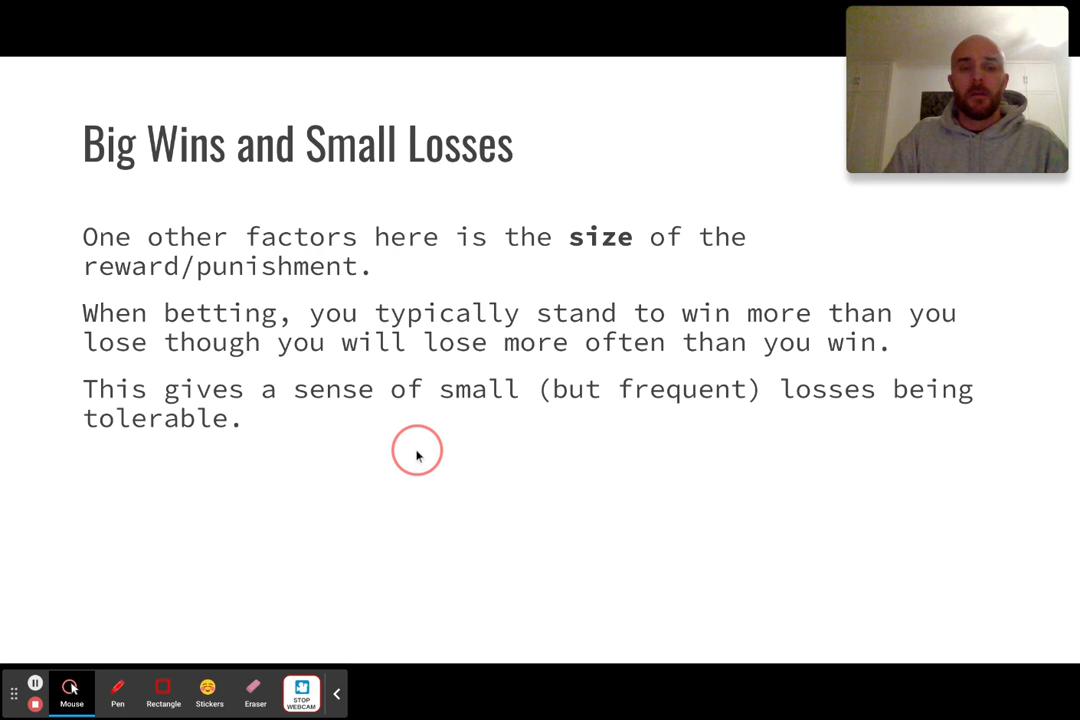 Big Wins and Small Losses
One other factors here is the size of the
reward/punishment.
When betting, you typically stand to win more than you
lose though you will lose more often than you win.
This gives a sense of small (but frequent) losses being
tolerable.
Mouse
Pen
Rectangle
Stickers
Eraser
STOP
WEBCAM